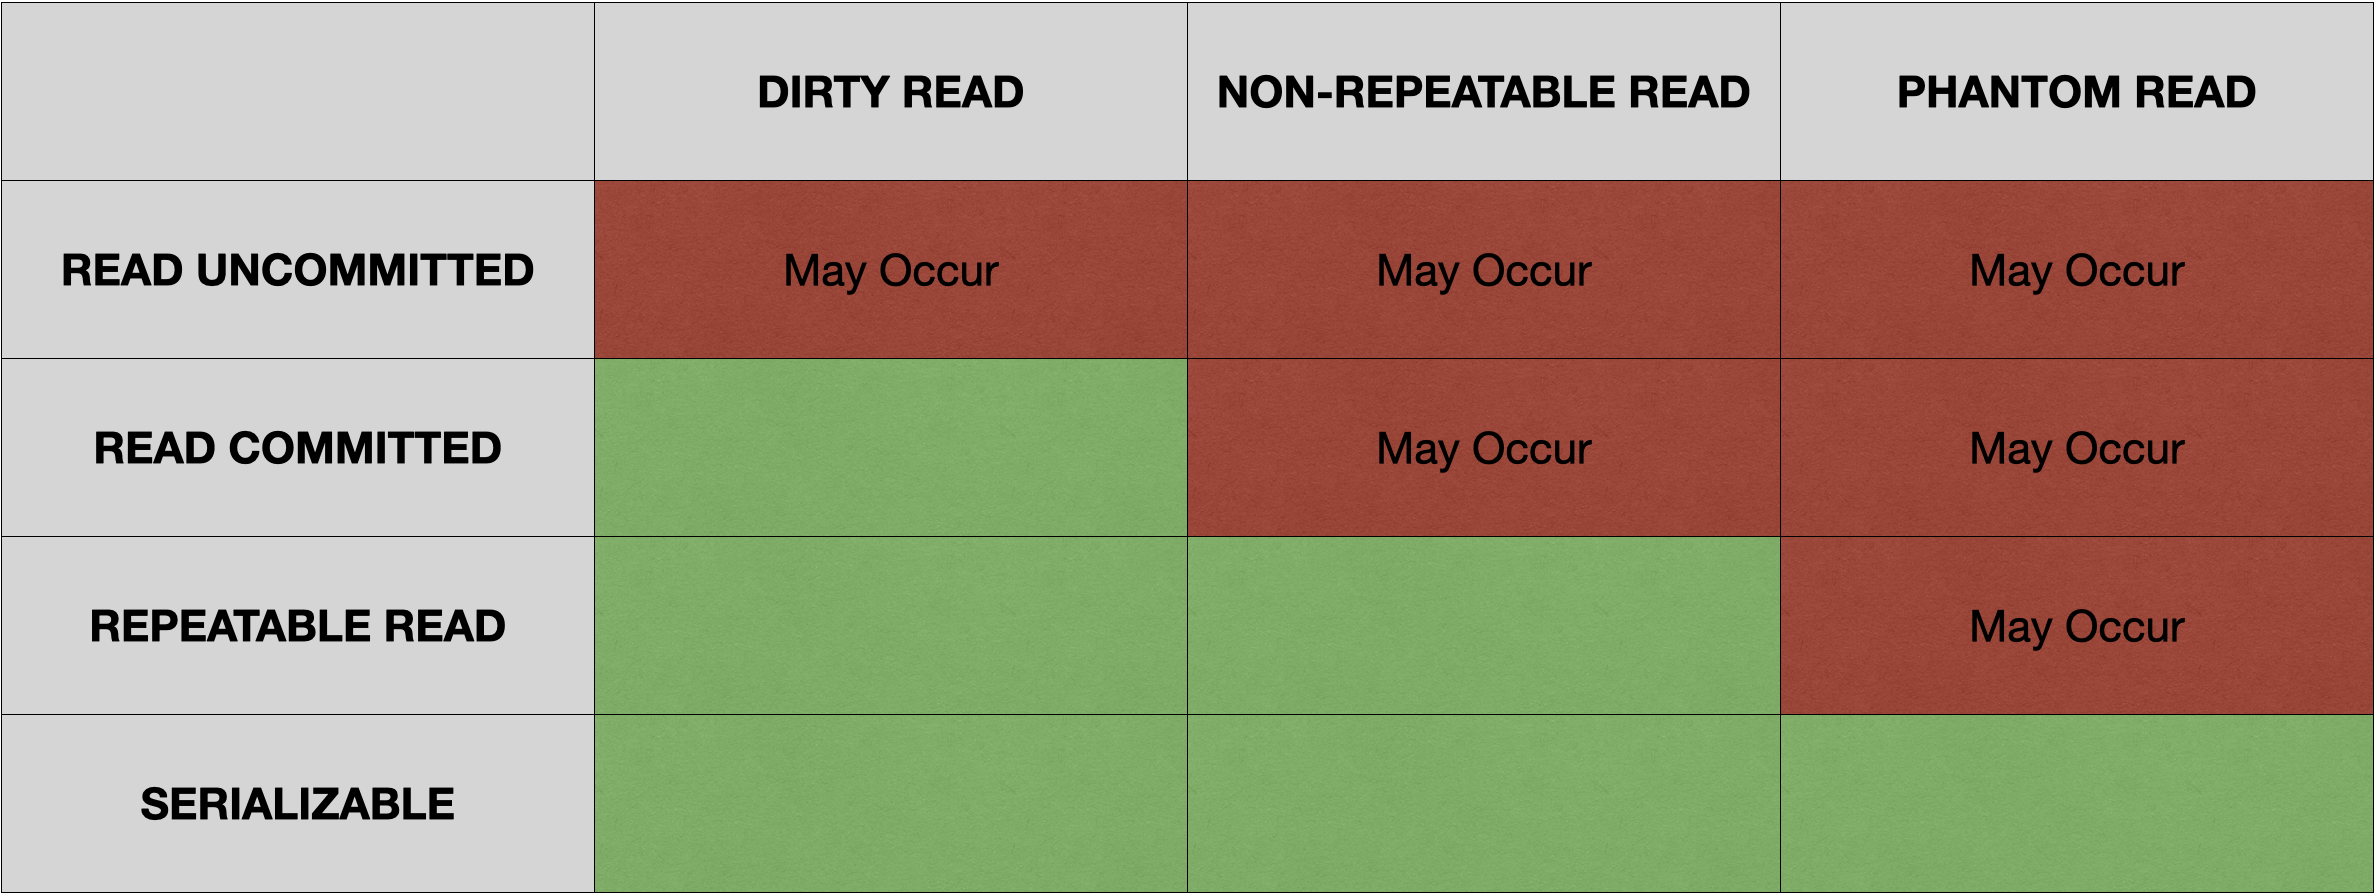 DIRTY READ NON-REPEATABLE READ PHANTOM READ
READ UNCOMMITTED May Occur May Occur May Occur
READ COMMITTED May Occur May Occur
REPEATABLE READ May Occur
SERIALIZABLE